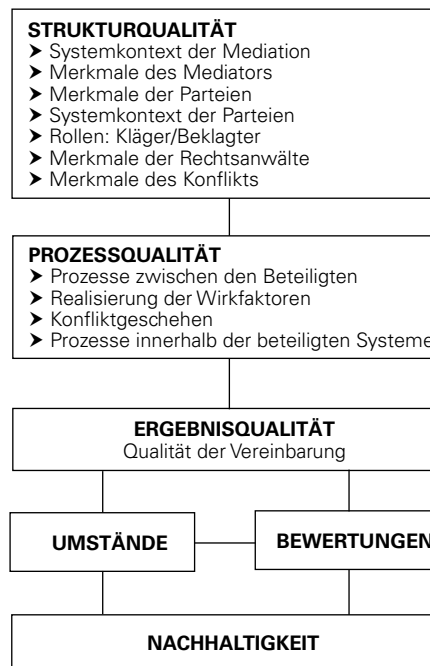 STRUKTURQUALITÄT
➤ Systemkontext der Mediation
➤ Merkmale des Mediators
➤ Merkmale der Parteien
➤ Systemkontext der Parteien
➤ Rollen: Kläger/Beklagter
➤ Merkmale der Rechtsanwälte
➤ Merkmale des Konflikts
PROZESSQUALITÄT
➤ Prozesse zwischen den Beteiligten
➤ Realisierung der Wirkfaktoren
➤ Konfliktgeschehen
➤ Prozesse innerhalb der beteiligten Systeme
ERGEBNISQUALITÄT
Qualität der Vereinbarung
UMSTÄNDE
BEWERTUNGEN
NACHHALTIGKEIT